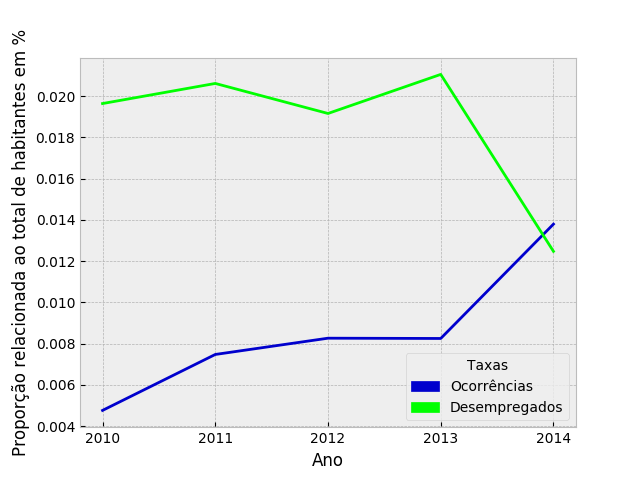 Proporção relacionada ao total de habitantes em %
0.020
0.018
0.016
0.014
0.012
0.010
0.008
0.006
0.004
2010 2011 2012 2013 2014
Ano
Taxas
Ocorrências
Desempregados